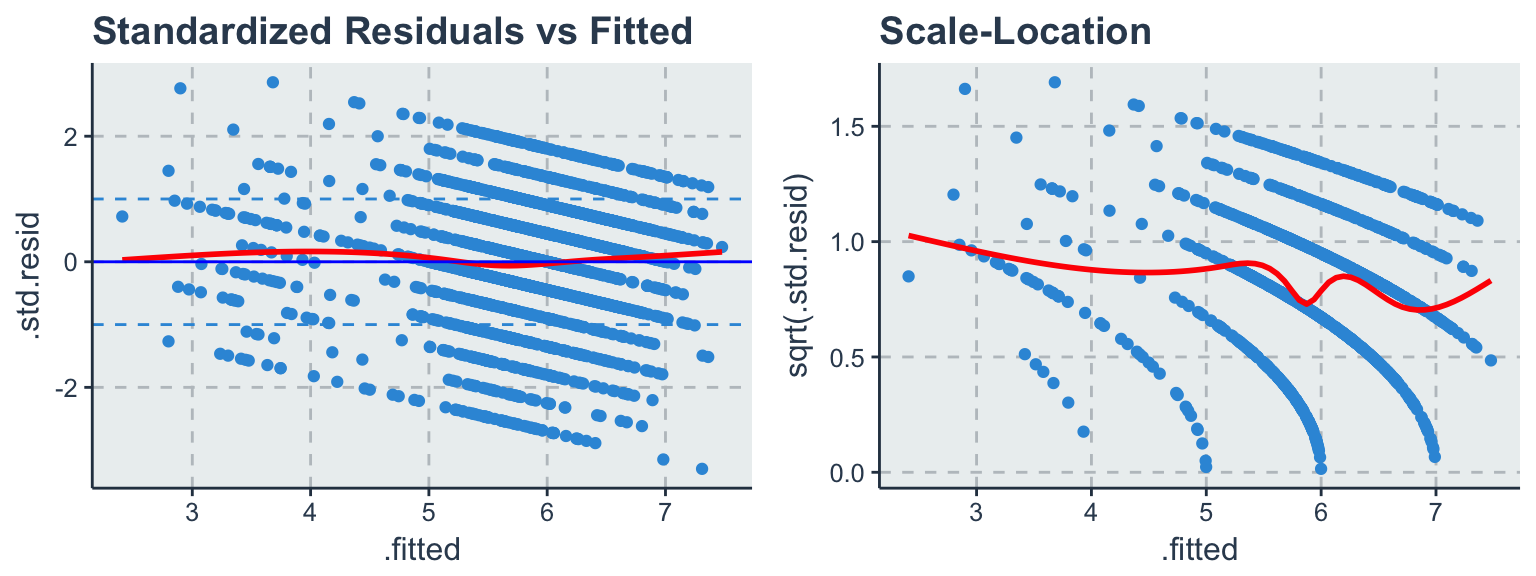 Standardized Residuals vs Fitted
.std.resid
2
0
-2
3
4
5
6
7
.fitted
Scale-Location
sqrt(.std.resid)
1.5
1.0
0.5
0.0
3
4
5
6
7
.fitted